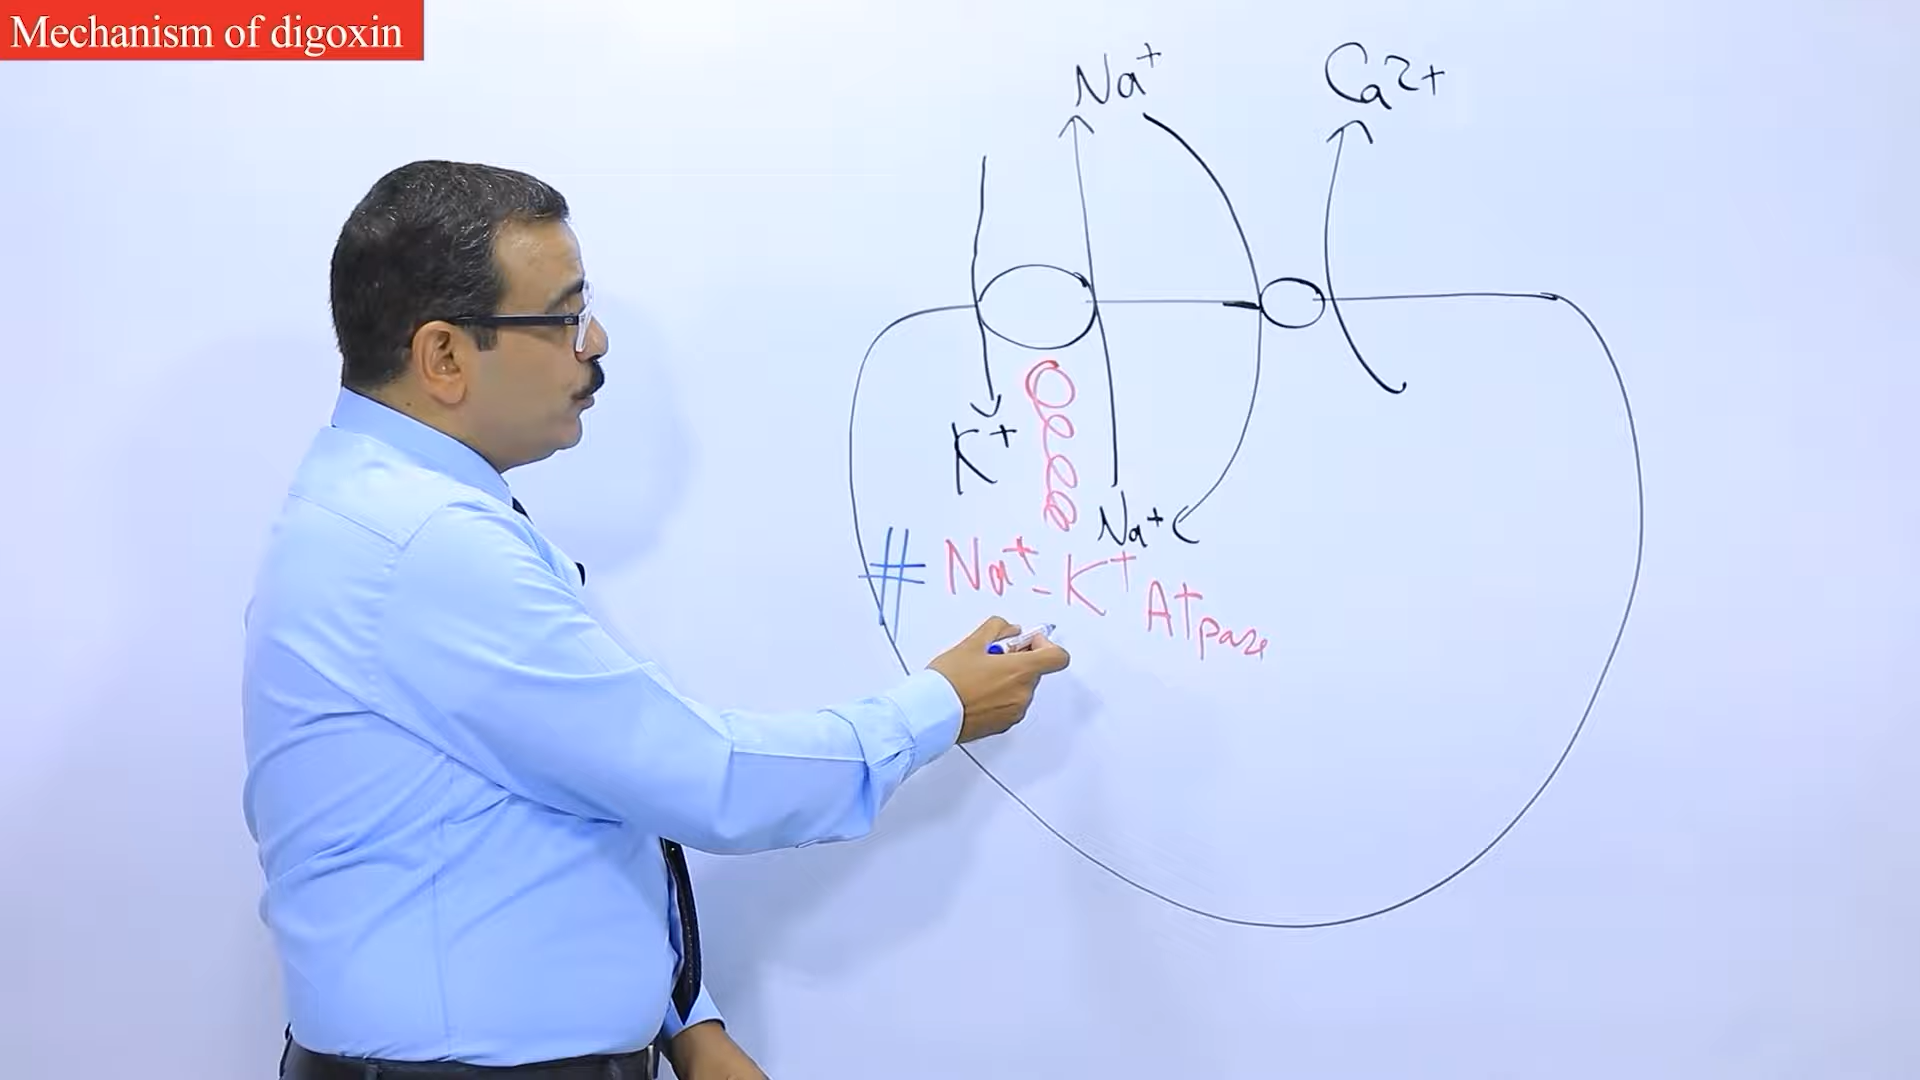 Mechanism of digoxin
Na+ Ca2+
K+
Na+
# Na+ - K+ Atpase